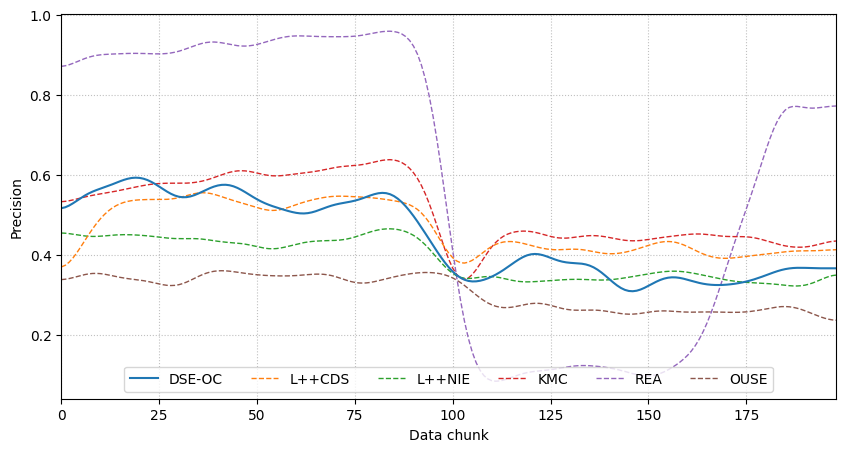 1.0
0.8
0.6
0.4
0.2
Precision
0 25 50 75 100 125 150 175
Data chunk
DSE-OC L++CDS L++NIE KMC REA OUSE